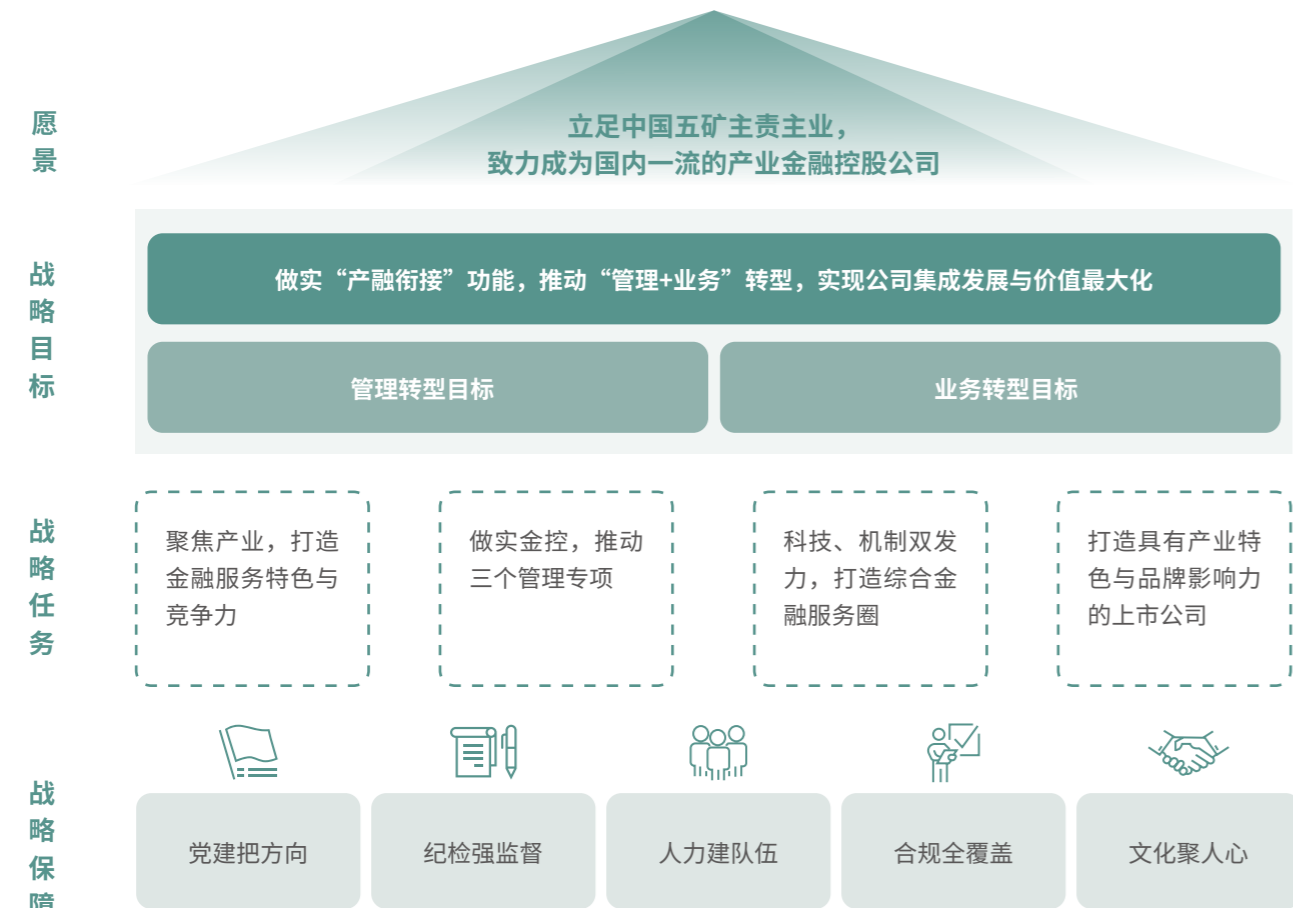 愿景
立足中国五矿主责主业，
致力成为国内一流的产业金融控股公司
战略目标
做实“产融衔接”功能，推动“管理+业务”转型，实现公司集成发展与价值最大化
管理转型目标
业务转型目标
战略任务
聚焦产业，打造
金融服务特色与
竞争力
做实金控，推动
三个管理专项
科技、机制双发
力，打造综合金
融服务圈
打造具有产业特
色与品牌影响力
的上市公司
战略保障
党建把方向
纪检强监督
人力建队伍
合规全覆盖
文化聚人心